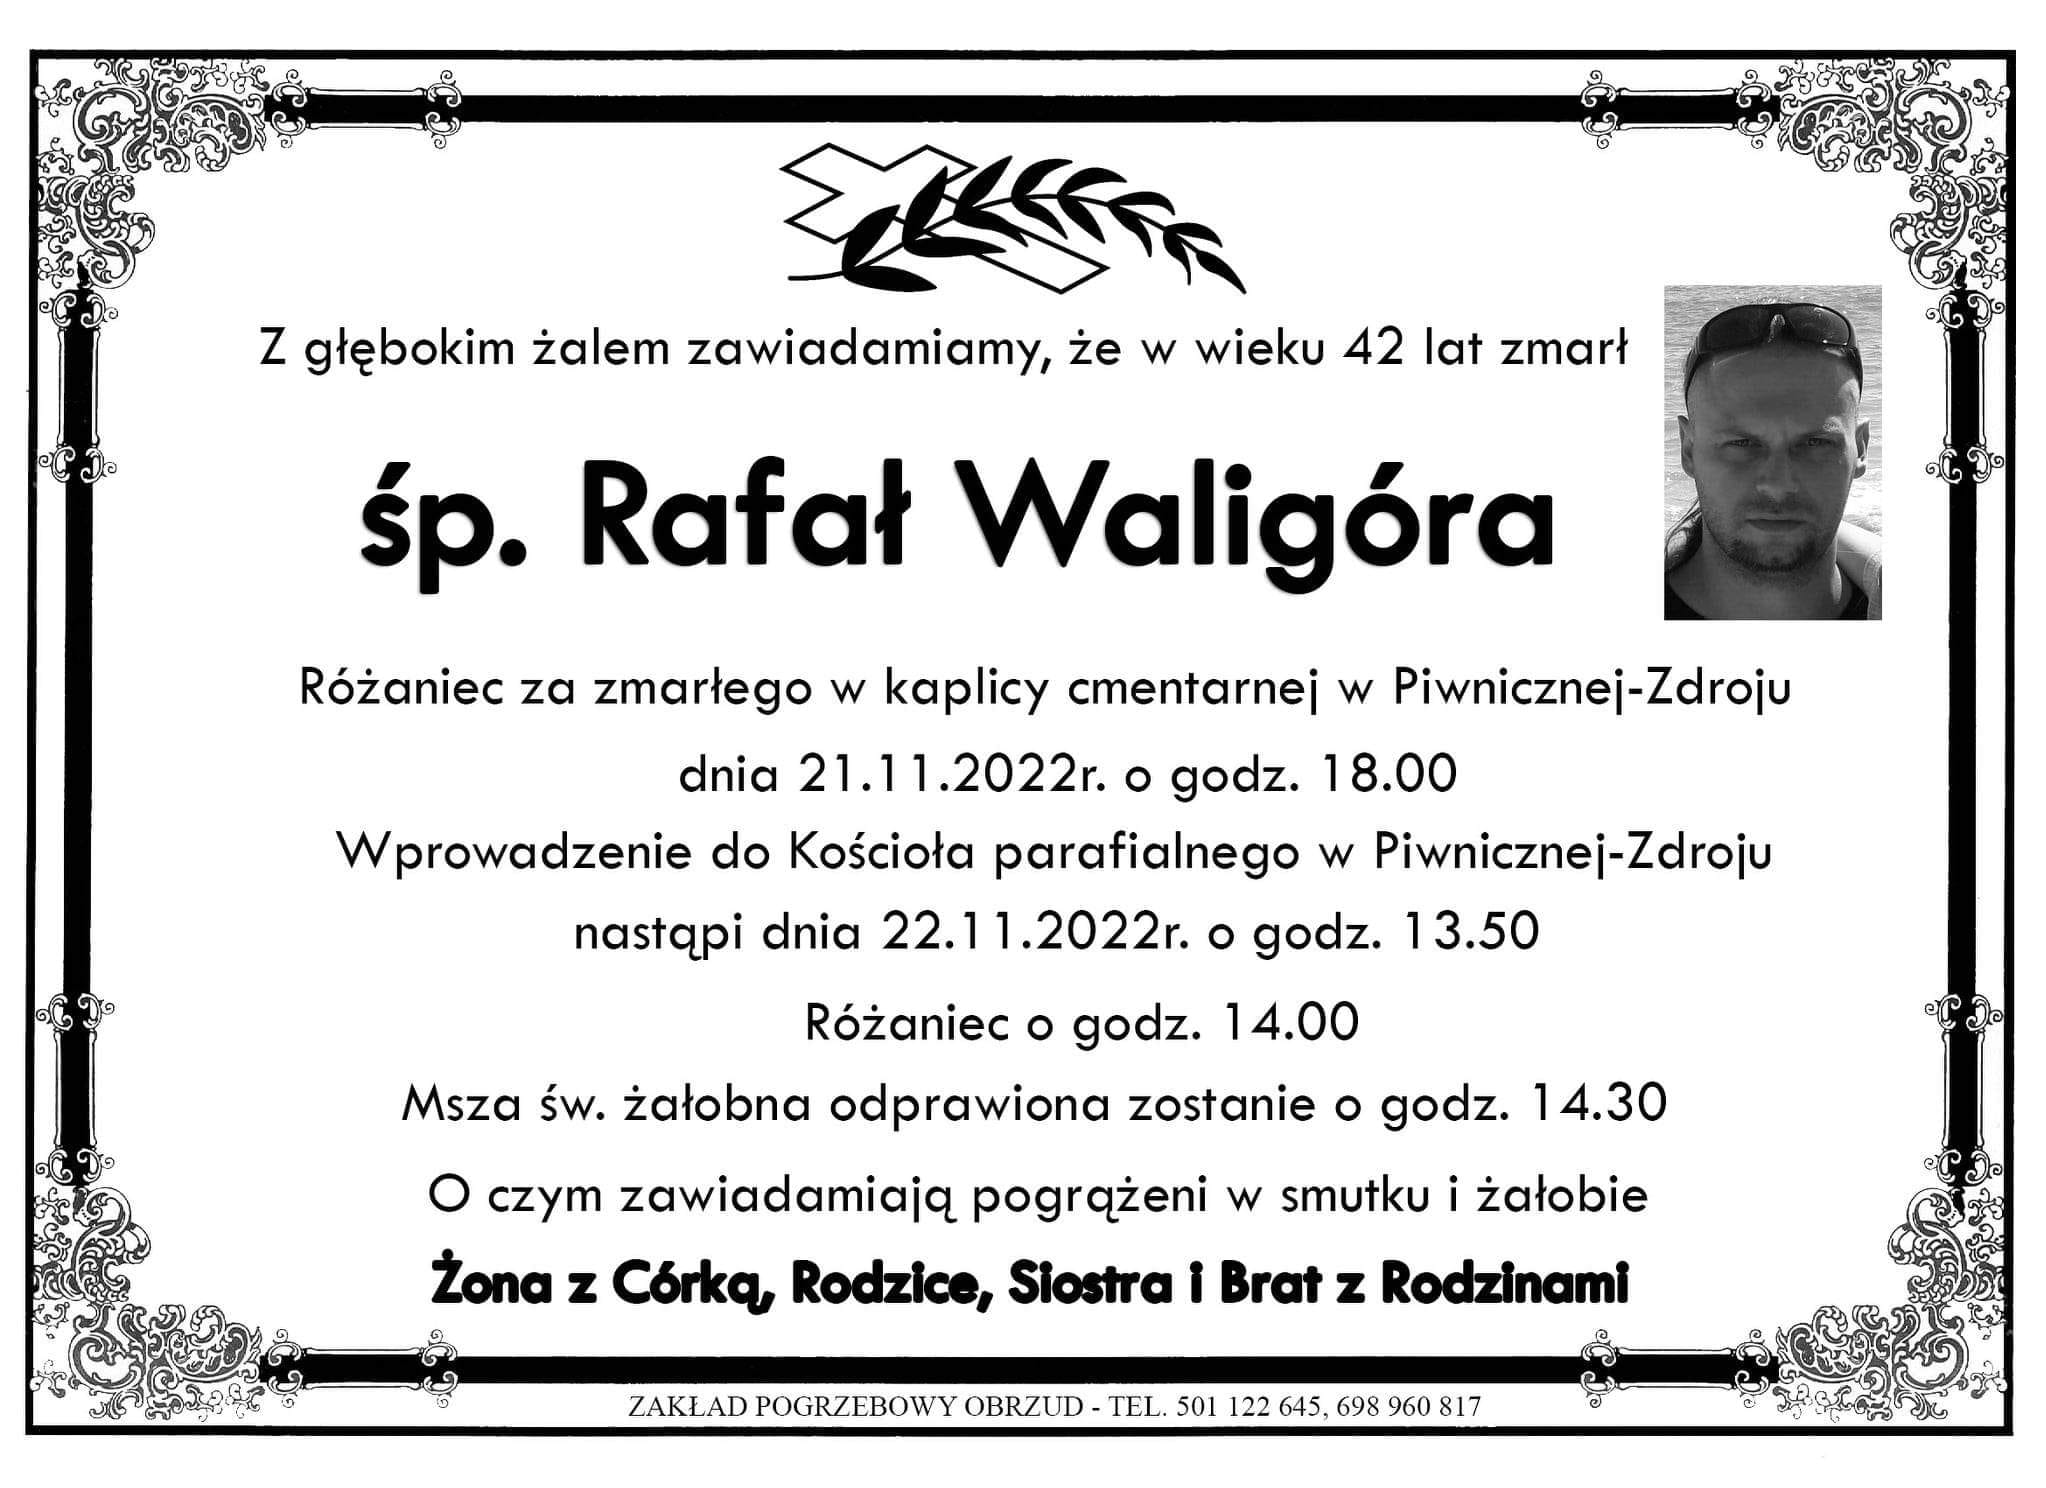 Z głębokim żalem zawiadamiamy, że w wieku 42 lat zmarł
śp. Rafał Waligóra
Różaniec za zmarłego w kaplicy cmentarnej w Piwnicznej-Zdroju
dnia 21.11.2022r. o godz. 18.00
Wprowadzenie do Kościoła parafialnego w Piwnicznej-Zdroju
nastąpi dnia 22.11.2022r. o godz. 13.50
Różaniec o godz. 14.00
Msza św. żałobna odprawiona zostanie o godz. 14.30
O czym zawiadamiają pogrążeni w smutku i żałobie
Żona z Córką, Rodzice, Siostra i Brat z Rodzinami
ZAKŁAD POGRZEBOWY OBRZUD - TEL. 501 122 645, 698 960 817